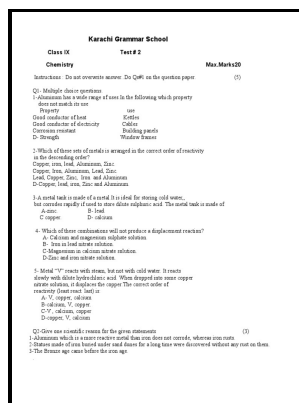 Karachi Grammar School
Class IX Test # 2
Chemistry Max.Marks20
Instructions : Do not overwrite answer .Do Qs#1 on the question paper (5)
Q1- Multiple choice questions
1-Aluminum has a wide range of uses.In the following which property
does not match its use
Property use
Good conductor of heat Kettles
Good conductor of electricity Cables
Corrosion resistant Building panels
D- Strength Window frames
2-Which of these sets of metals is arranged in the correct order of reactivity
in the descending order?
Copper, iron, lead, Aluminum, Zinc
Copper, Iron, Aluminum, Lead, Zinc
Lead, Copper, Zinc, Iron and Aluminum
D-Copper, lead, iron, Zinc and Aluminum
3-A metal tank is made of a metal It is ideal for storing cold water,,
but corrodes rapidly if used to store dilute sulphuric acid. The metal tank is made of
A-zinc B- lead
C copper D- calcium
4- Which of these combinations will not produce a displacement reaction?
A- Calcium and magnesium sulphate solution
B- Iron in lead nitrate solution
C-Magnesium in calcium nitrate solution
D-Zinc and iron nitrate solution
5- Metal "V" reacts with steam, but not with cold water. It reacts
slowly with dilute hydrochloric acid. When dropped into some copper
nitrate solution, it displaces the copper.The correct order of
reactivity (least react last) is
A- V, copper, calcium
B-calcium, V, copper
C-V , calcium, copper
D-copper, V, calcium
Q2-Give one scientific reason for the given statements (3)
1-Aluminum which is a more reactive metal than iron does not corrode, whereas iron rusts.
2-Statues made of iron buried under sand dunes for a long time were discovered without any rust on them.
3-The Bronze age came before the iron age.